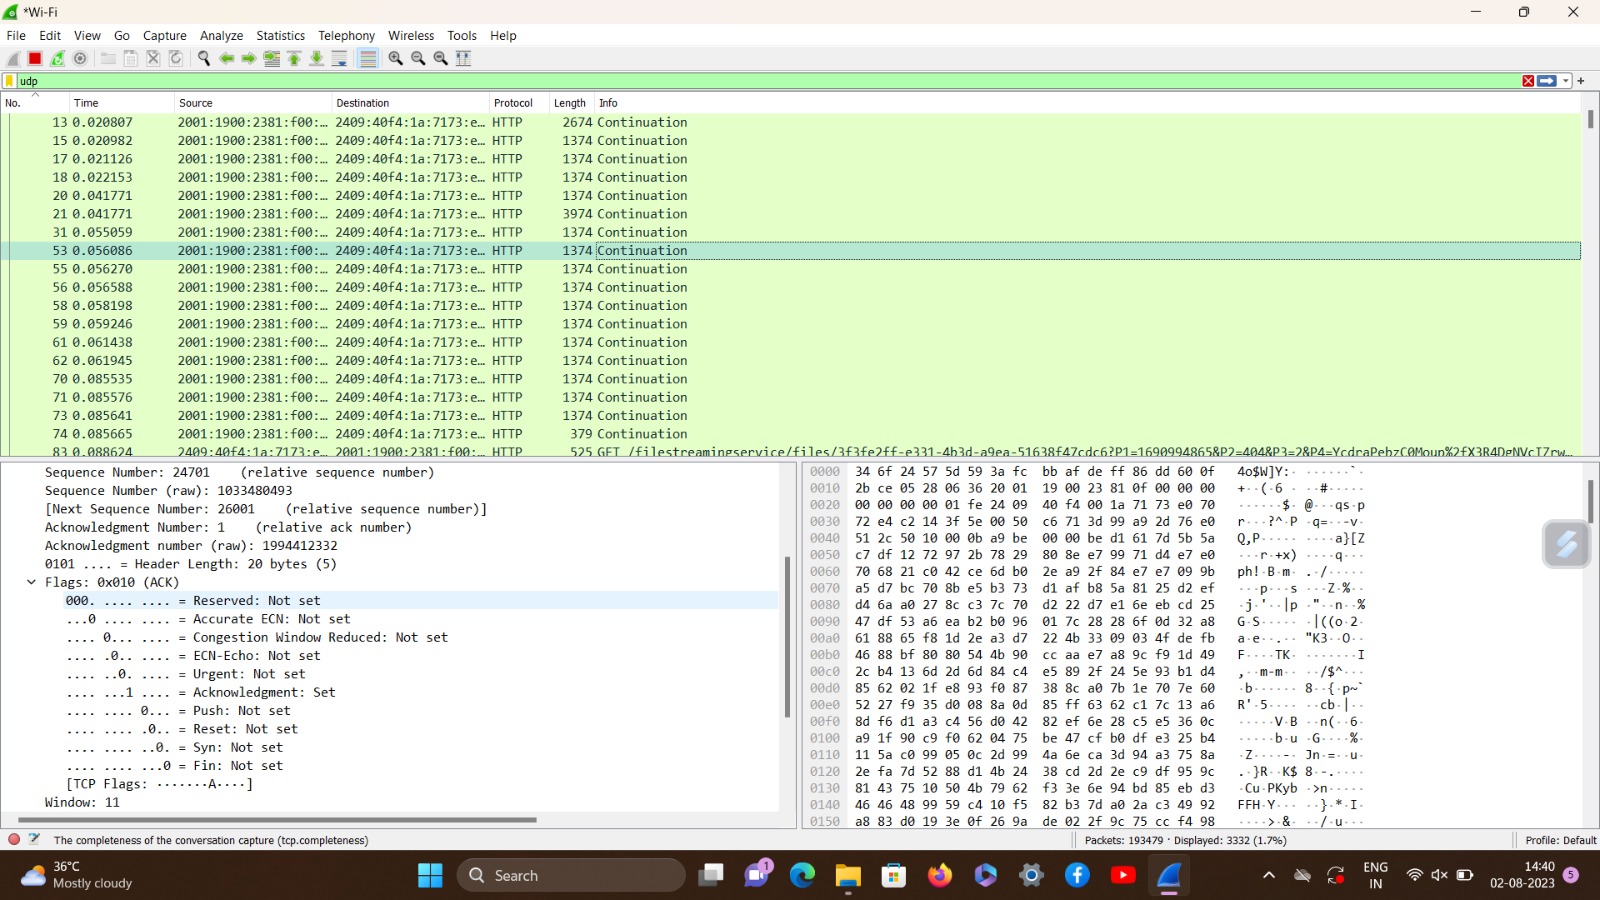 *Wi-Fi
File Edit View Go Capture Analyze Statistics Telephony Wireless Tools Help
udp
No. Time Source Destination Protocol Length Info
13 0.020807 2001:1900:2381:f00:… 2409:40f4:1a:7173:e… HTTP 2674 Continuation
15 0.020982 2001:1900:2381:f00:… 2409:40f4:1a:7173:e… HTTP 1374 Continuation
17 0.021126 2001:1900:2381:f00:… 2409:40f4:1a:7173:e… HTTP 1374 Continuation
18 0.022153 2001:1900:2381:f00:… 2409:40f4:1a:7173:e… HTTP 1374 Continuation
20 0.041771 2001:1900:2381:f00:… 2409:40f4:1a:7173:e… HTTP 1374 Continuation
21 0.041771 2001:1900:2381:f00:… 2409:40f4:1a:7173:e… HTTP 3974 Continuation
31 0.055059 2001:1900:2381:f00:… 2409:40f4:1a:7173:e… HTTP 1374 Continuation
53 0.056086 2001:1900:2381:f00:… 2409:40f4:1a:7173:e… HTTP 1374 Continuation
55 0.056270 2001:1900:2381:f00:… 2409:40f4:1a:7173:e… HTTP 1374 Continuation
56 0.056588 2001:1900:2381:f00:… 2409:40f4:1a:7173:e… HTTP 1374 Continuation
58 0.058198 2001:1900:2381:f00:… 2409:40f4:1a:7173:e… HTTP 1374 Continuation
59 0.059246 2001:1900:2381:f00:… 2409:40f4:1a:7173:e… HTTP 1374 Continuation
61 0.061438 2001:1900:2381:f00:… 2409:40f4:1a:7173:e… HTTP 1374 Continuation
62 0.061945 2001:1900:2381:f00:… 2409:40f4:1a:7173:e… HTTP 1374 Continuation
70 0.085535 2001:1900:2381:f00:… 2409:40f4:1a:7173:e… HTTP 1374 Continuation
71 0.085576 2001:1900:2381:f00:… 2409:40f4:1a:7173:e… HTTP 1374 Continuation
73 0.085641 2001:1900:2381:f00:… 2409:40f4:1a:7173:e… HTTP 1374 Continuation
74 0.085665 2001:1900:2381:f00:… 2409:40f4:1a:7173:e… HTTP 379 Continuation
83 0.088624 2409:40f4:1a:7173:e… 2001:1900:2381:f00:… HTTP 525 GET /filestreamingservice/files/3f3fe2ff-e331-4b3d-a9ea-51638f47cdc6?P1=1690994865&P2=404&P3=2&P4=YcdraPebzC0Moup%2fX3R4DgNVcIZrw…
Sequence Number: 24701 (relative sequence number)
Sequence Number (raw): 1033480493
[Next Sequence Number: 26001 (relative sequence number)]
Acknowledgment Number: 1 (relative ack number)
Acknowledgment number (raw): 1994412332
0101 .... = Header Length: 20 bytes (5)
Flags: 0x010 (ACK)
000. .... .... = Reserved: Not set
...0 .... .... = Accurate ECN: Not set
.... 0... .... = Congestion Window Reduced: Not set
.... .0.. .... = ECN-Echo: Not set
.... ..0. .... = Urgent: Not set
.... ...1 .... = Acknowledgment: Set
.... .... 0... = Push: Not set
.... .... .0.. = Reset: Not set
.... .... ..0. = Syn: Not set
.... .... ...0 = Fin: Not set
[TCP Flags: ·······A····]
Window: 11
0000 34 6f 24 57 5d 59 3a fc bb af de ff 86 dd 60 0f 4o$W]Y:· ······`·
0010 2b ce 05 28 06 36 20 01 19 00 23 81 0f 00 00 00 +··(·6 · ··#·····
0020 00 00 00 00 01 fe 24 09 40 f4 00 1a 71 73 e0 70 ······$· @···qs·p
0030 72 e4 c2 14 3f 5e 00 50 c6 71 3d 99 a9 2d 76 e0 r···?^·P ·q=··-v·
0040 51 2c 50 10 00 0b a9 be 00 00 be d1 61 7d 5b 5a Q,P····· ····a}[Z
0050 c7 df 12 72 97 2b 78 29 80 8e e7 99 71 d4 e7 e0 ···r·+x) ····q···
0060 70 68 21 c0 42 ce 6d b0 2e a9 2f 84 e7 e7 09 9b ph!·B·m· ./·····
0070 a5 d7 bc 70 8b e5 b3 73 d1 af b8 5a 81 25 d2 ef ···p···s ···Z·%··
0080 d4 6a a0 27 8c c3 7c 70 d2 22 d7 e1 6e eb cd 25 ·j·'··|p ·"··n··%
0090 47 df 53 a6 ea b2 b0 96 01 7c 28 28 6f 0d 32 a8 G·S····· ·|((o·2·
00a0 61 88 65 f8 1d 2e a3 d7 22 4b 33 09 03 4f de fb a·e··.·· "K3··O··
00b0 46 88 bf 80 80 54 4b 90 cc aa e7 a8 9c f9 1d 49 F····TK· ·······I
00c0 2c b4 13 6d 2d 6d 84 c4 e5 89 2f 24 5e 93 b1 d4 ,··m-m·· ··/$^···
00d0 85 62 02 1f e8 93 f0 87 38 8c a0 7b 1e 70 7e 60 ·b······ 8··{·p~`
00e0 52 27 f9 35 d0 08 8a 0d 85 ff 63 62 c1 7c 13 a6 R'·5···· ··cb·|··
00f0 8d f6 d1 a3 c4 56 d0 42 82 ef 6e 28 c5 e5 36 0c ·····V·B ··n(··6·
0100 a9 1f 90 c9 f0 62 04 75 be 47 cf b0 df e3 25 b4 ·····b·u ·G····%·
0110 11 5a c0 99 05 0c 2d 99 4a 6e ca 3d 94 a3 75 8a ·Z····-· Jn·=··u·
0120 2e fa 7d 52 88 d1 4b 24 38 cd 2d 2e c9 df 95 9c .·}R··K$ 8·-.····
0130 81 43 75 10 50 4b 79 62 f3 3e 6e 94 bd 85 eb d3 ·Cu·PKyb ·>n·····
0140 46 46 48 99 59 c4 10 f5 82 b3 7d a0 2a c3 49 92 FFH·Y··· ··}·*·I·
0150 a8 83 d0 19 3e 0f 26 9a de 02 2f 9c 75 cc f4 98 ····>·&· ··/·u···
The completeness of the conversation capture (tcp.completeness)
Packets: 193479 · Displayed: 3332 (1.7%)
Profile: Default
36°C
Mostly cloudy
Search
1
ENG
IN
14:40
02-08-2023
5